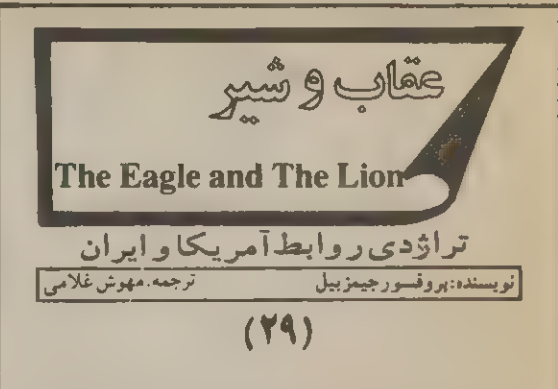 عقاب و شیر
The Eagle and The Lion
تراژدی روابط آمریکا و ایران
نویسنده: پروفسور جیمز بیل ترجمه: مهوش غلامی
(۲۹)